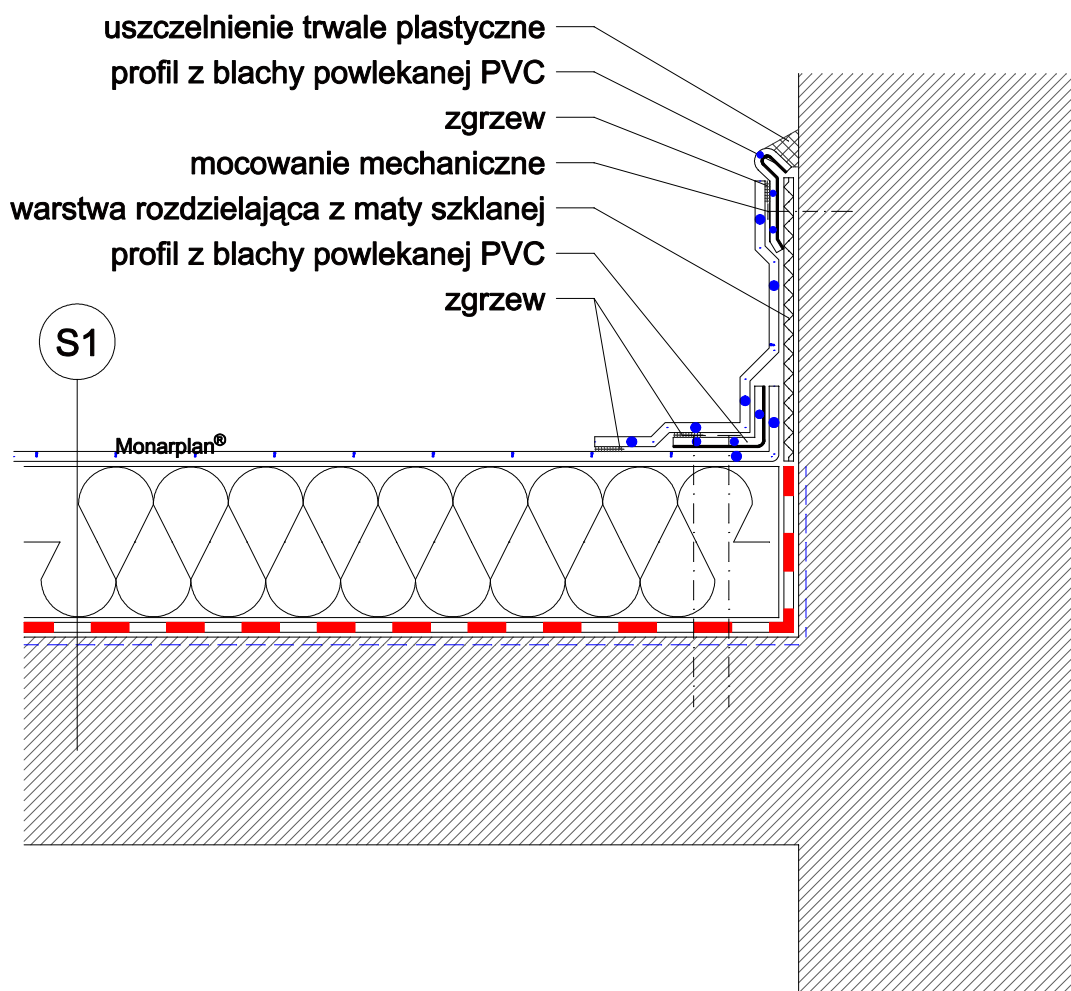 uszczelnienie trwale plastyczne
profil z blachy powlekanej PVC
zgrzew
mocowanie mechaniczne
warstwa rozdzielająca z maty szklanej
profil z blachy powlekanej PVC
zgrzew
S1
Monarplan®